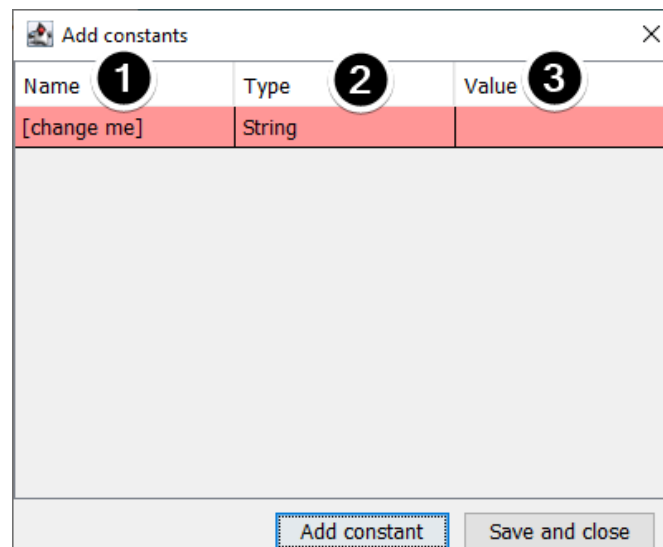 Add constants
Name 1 Type 2 Value 3
[change me] String
Add constant Save and close